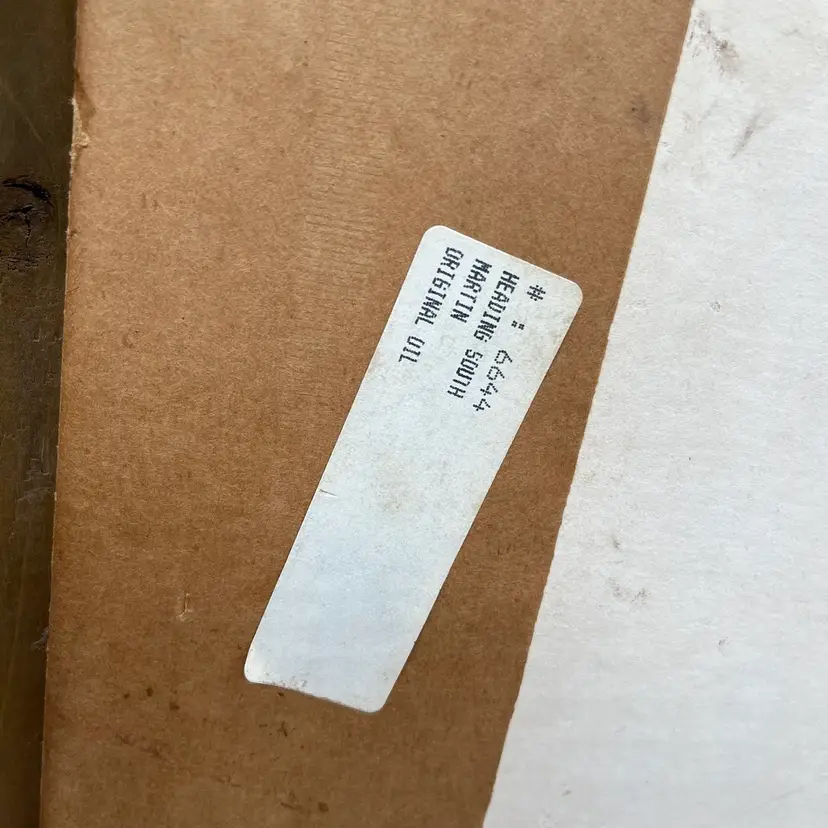 # : 6644
HEADING SOUTH
MARTIN
ORIGINAL OIL